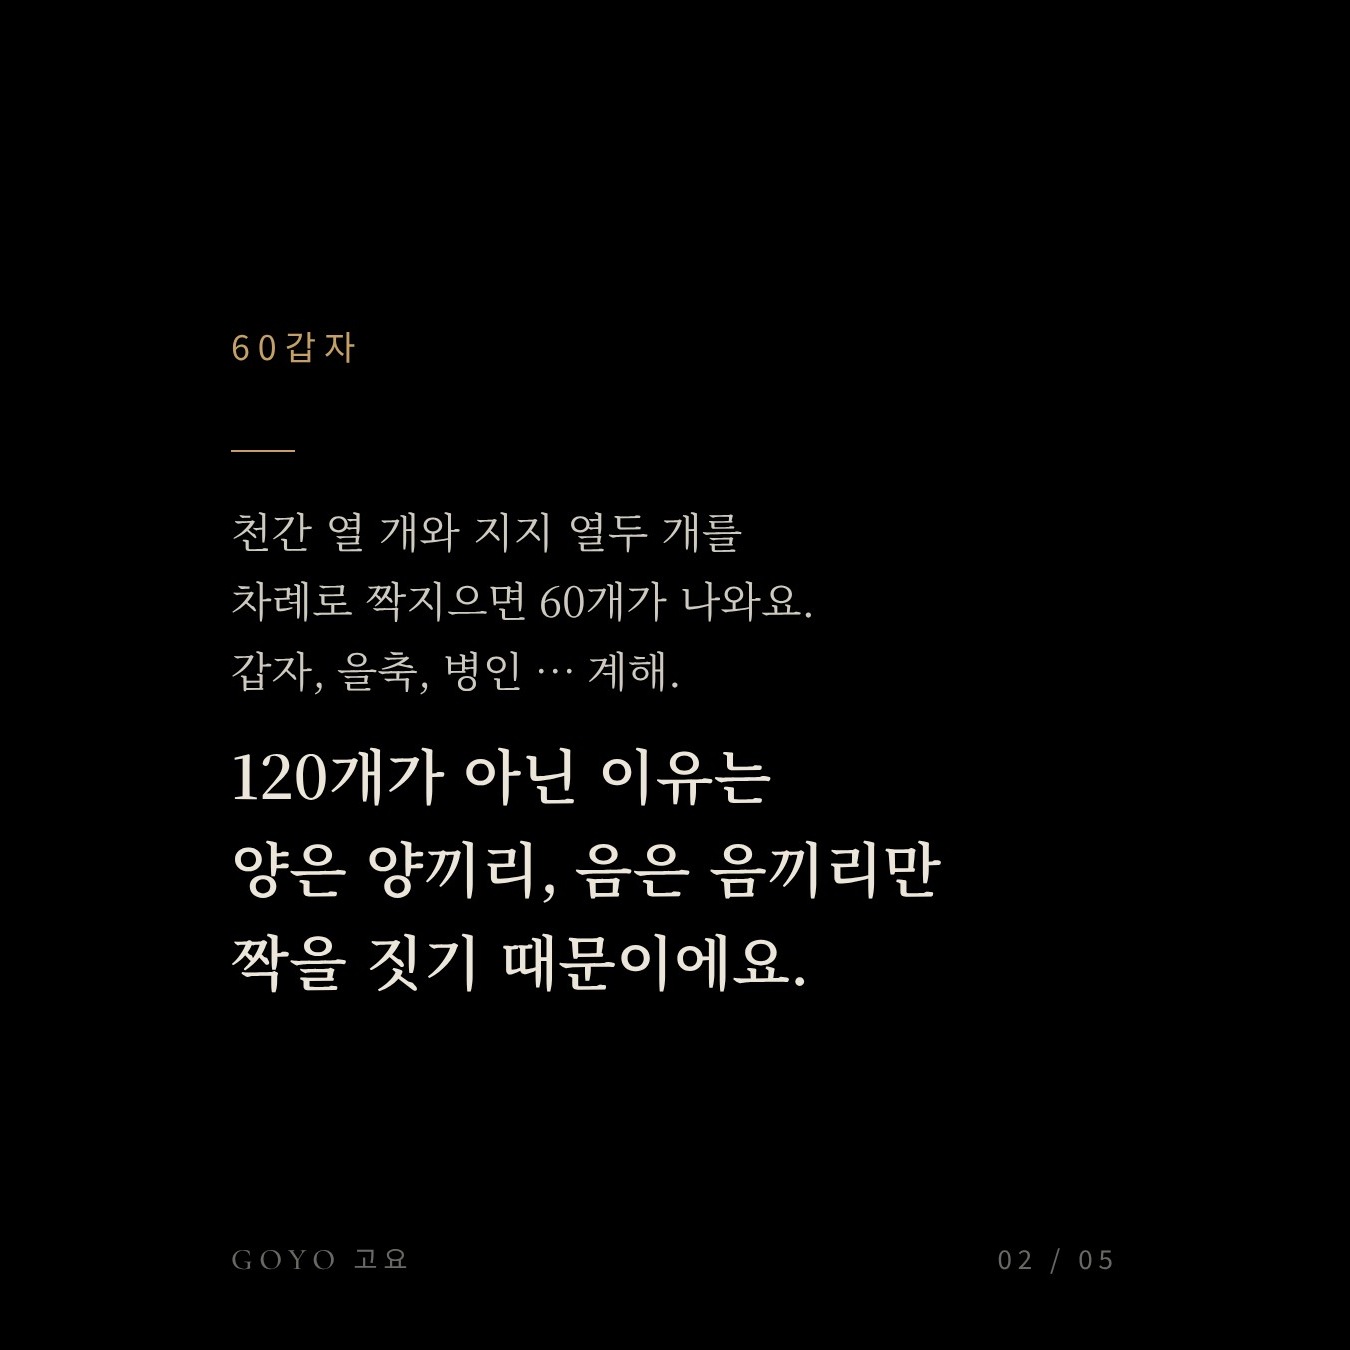 60갑자
천간 열 개와 지지 열두 개를
차례로 짝지으면 60개가 나와요.
갑자, 을축, 병인 … 계해.
120개가 아닌 이유는
양은 양끼리, 음은 음끼리만
짝을 짓기 때문이에요.
GOYO 고요
02 / 05